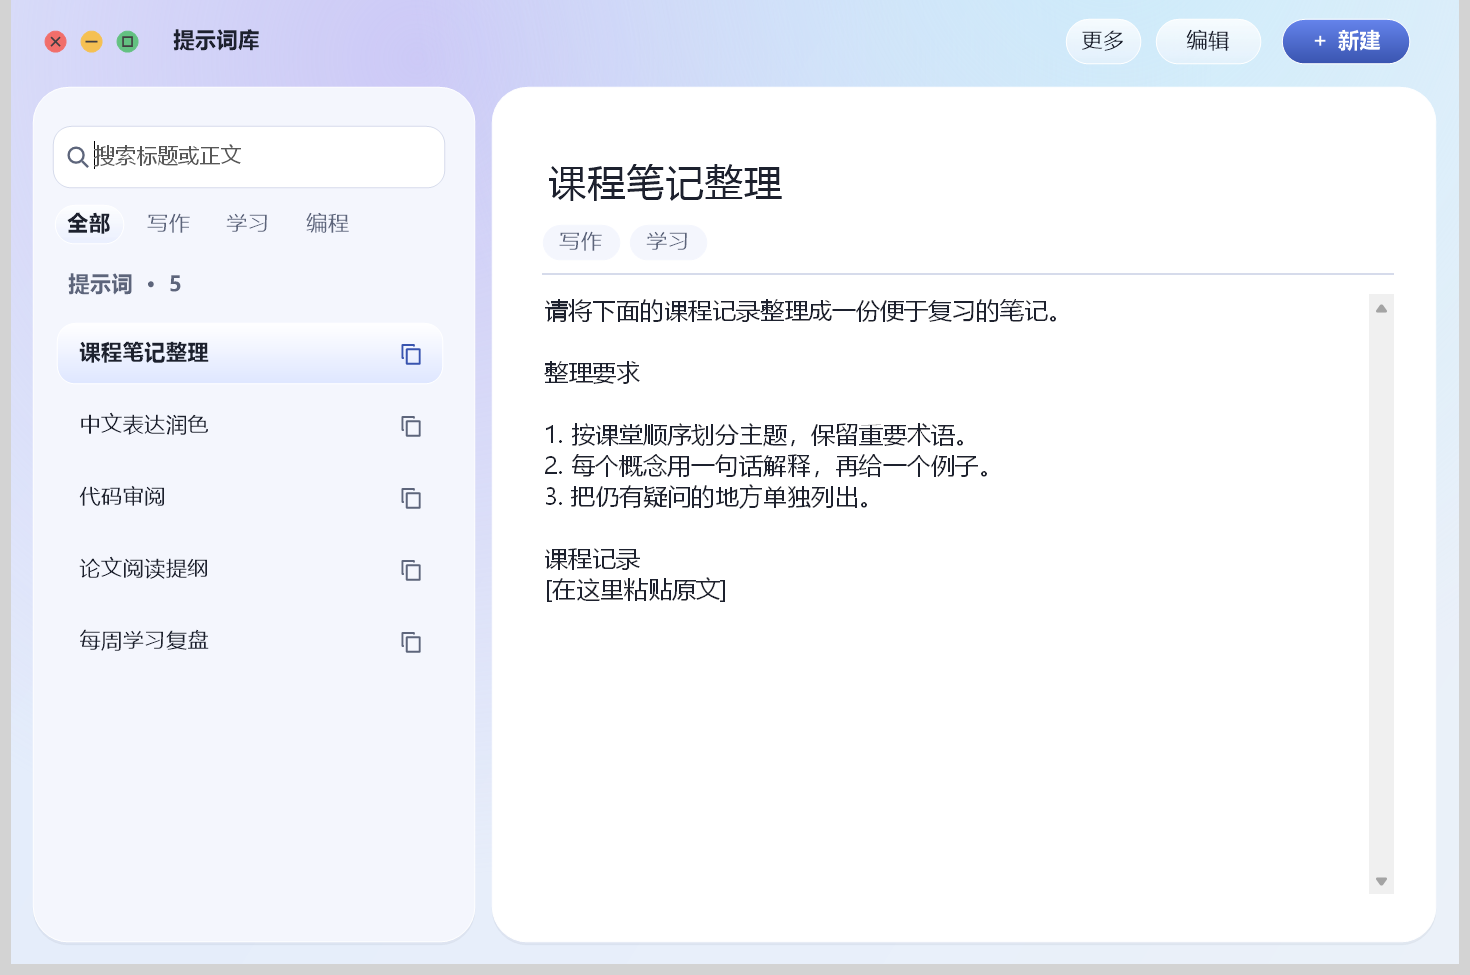 提示词库
更多
编辑
+ 新建
搜索标题或正文
全部
写作
学习
编程
提示词 • 5
课程笔记整理
中文表达润色
代码审阅
论文阅读提纲
每周学习复盘
课程笔记整理
写作
学习
请将下面的课程记录整理成一份便于复习的笔记。
整理要求
1. 按课堂顺序划分主题，保留重要术语。
2. 每个概念用一句话解释，再给一个例子。
3. 把仍有疑问的地方单独列出。
课程记录
[在这里粘贴原文]